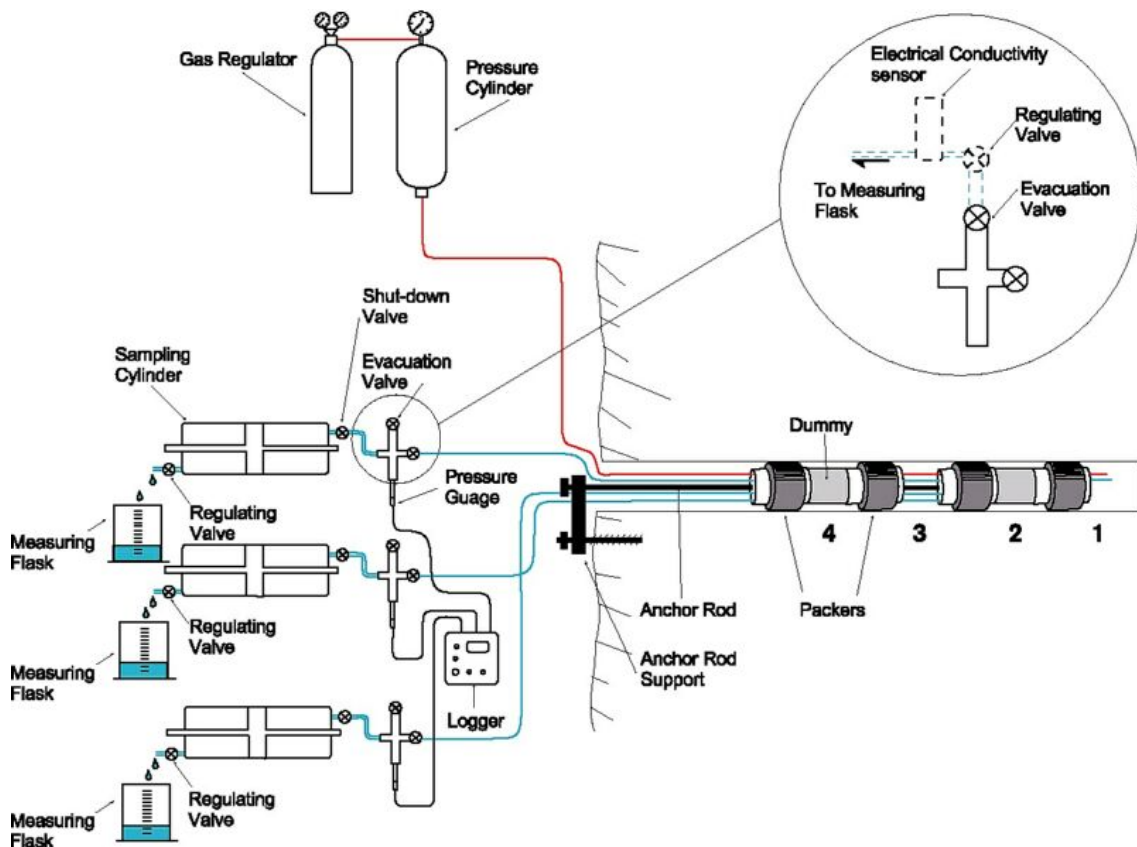 Gas Regulator
Pressure
Cylinder
Electrical Conductivity
sensor
Regulating
Valve
To Measuring
Flask
Evacuation
Valve
Shut-down
Valve
Sampling
Cylinder
Evacuation
Valve
Dummy
Pressure
Guage
Regulating
Valve
Measuring
Flask
4
3
2
1
Anchor Rod
Packers
Regulating
Valve
Measuring
Flask
Anchor Rod
Support
Logger
Regulating
Valve
Measuring
Flask